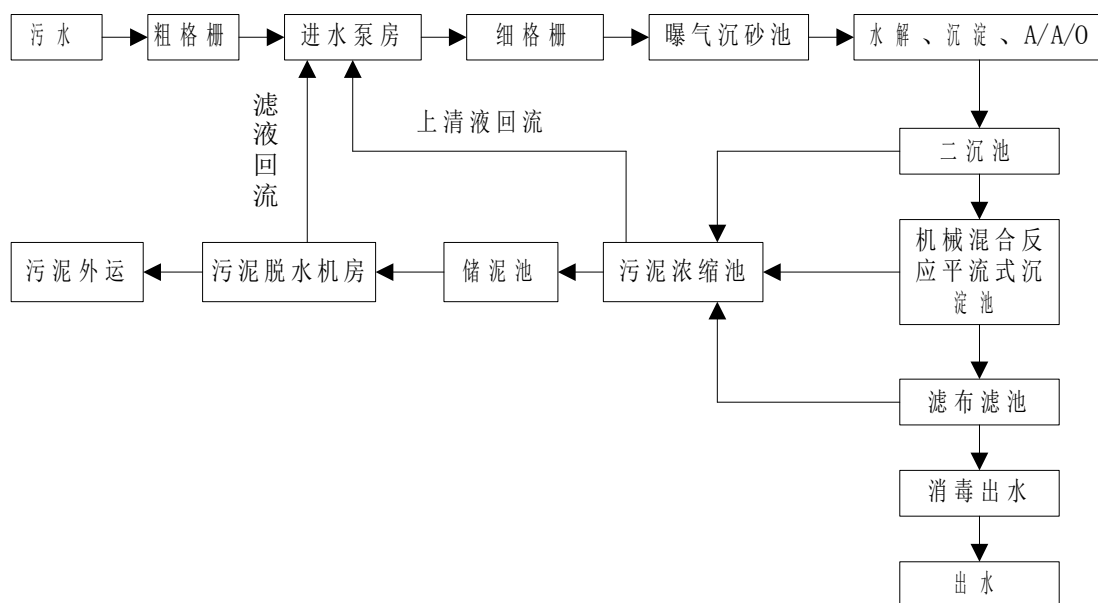 污水
粗格栅
进水泵房
细格栅
曝气沉砂池
水解、沉淀、A/A/O
滤液回流
上清液回流
二沉池
机械混合反
应平流式沉
淀池
污泥外运
污泥脱水机房
储泥池
污泥浓缩池
滤布滤池
消毒出水
出水